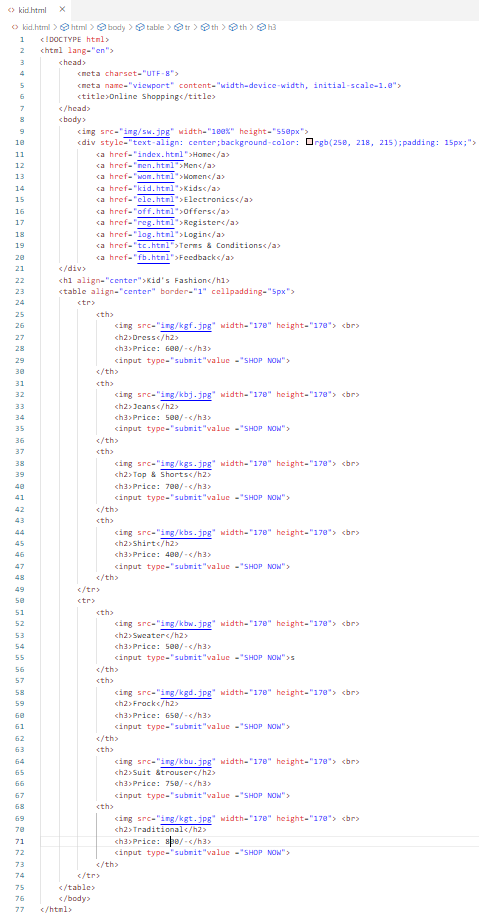 <> kid.html ×
<> kid.html > html > body > table > tr > th > th > h3
1 <!DOCTYPE html>
2 <html lang="en">
3 <head>
4 <meta charset="UTF-8">
5 <meta name="viewport" content="width=device-width, initial-scale=1.0">
6 <title>Online Shopping</title>
7 </head>
8 <body>
9 <img src="img/sw.jpg" width="100%" height="550px">
10 <div style="text-align: center;background-color: rgb(250, 218, 215);padding: 15px;">
11 <a href="index.html">Home</a>
12 <a href="men.html">Men</a>
13 <a href="wom.html">Women</a>
14 <a href="kid.html">Kids</a>
15 <a href="ele.html">Electronics</a>
16 <a href="off.html">Offers</a>
17 <a href="reg.html">Register</a>
18 <a href="log.html">Login</a>
19 <a href="tc.html">Terms & Conditions</a>
20 <a href="fb.html">Feedback</a>
21 </div>
22 <h1 align="center">Kid's Fashion</h1>
23 <table align="center" border="1" cellpadding="5px">
24 <tr>
25 <th>
26 <img src="img/kgf.jpg" width="170" height="170"> <br>
27 <h2>Dress</h2>
28 <h3>Price: 600/-</h3>
29 <input type="submit"value ="SHOP NOW">
30 </th>
31 <th>
32 <img src="img/kbj.jpg" width="170" height="170"> <br>
33 <h2>Jeans</h2>
34 <h3>Price: 500/-</h3>
35 <input type="submit"value ="SHOP NOW">
36 </th>
37 <th>
38 <img src="img/kgs.jpg" width="170" height="170"> <br>
39 <h2>Top & Shorts</h2>
40 <h3>Price: 700/-</h3>
41 <input type="submit"value ="SHOP NOW">
42 </th>
43 <th>
44 <img src="img/kbs.jpg" width="170" height="170"> <br>
45 <h2>Shirt</h2>
46 <h3>Price: 400/-</h3>
47 <input type="submit"value ="SHOP NOW">
48 </th>
49 </tr>
50 <tr>
51 <th>
52 <img src="img/kbw.jpg" width="170" height="170"> <br>
53 <h2>Sweater</h2>
54 <h3>Price: 500/-</h3>
55 <input type="submit"value ="SHOP NOW">s
56 </th>
57 <th>
58 <img src="img/kgd.jpg" width="170" height="170"> <br>
59 <h2>Frock</h2>
60 <h3>Price: 650/-</h3>
61 <input type="submit"value ="SHOP NOW">
62 </th>
63 <th>
64 <img src="img/kbu.jpg" width="170" height="170"> <br>
65 <h2>Suit &trouser</h2>
66 <h3>Price: 750/-</h3>
67 <input type="submit"value ="SHOP NOW">
68 <th>
69 <img src="img/kgt.jpg" width="170" height="170"> <br>
70 <h2>Traditional</h2>
71 <h3>Price: 800/-</h3>
72 <input type="submit"value ="SHOP NOW">
73 </th>
74 </tr>
75 </table>
76 </body>
77 </html>